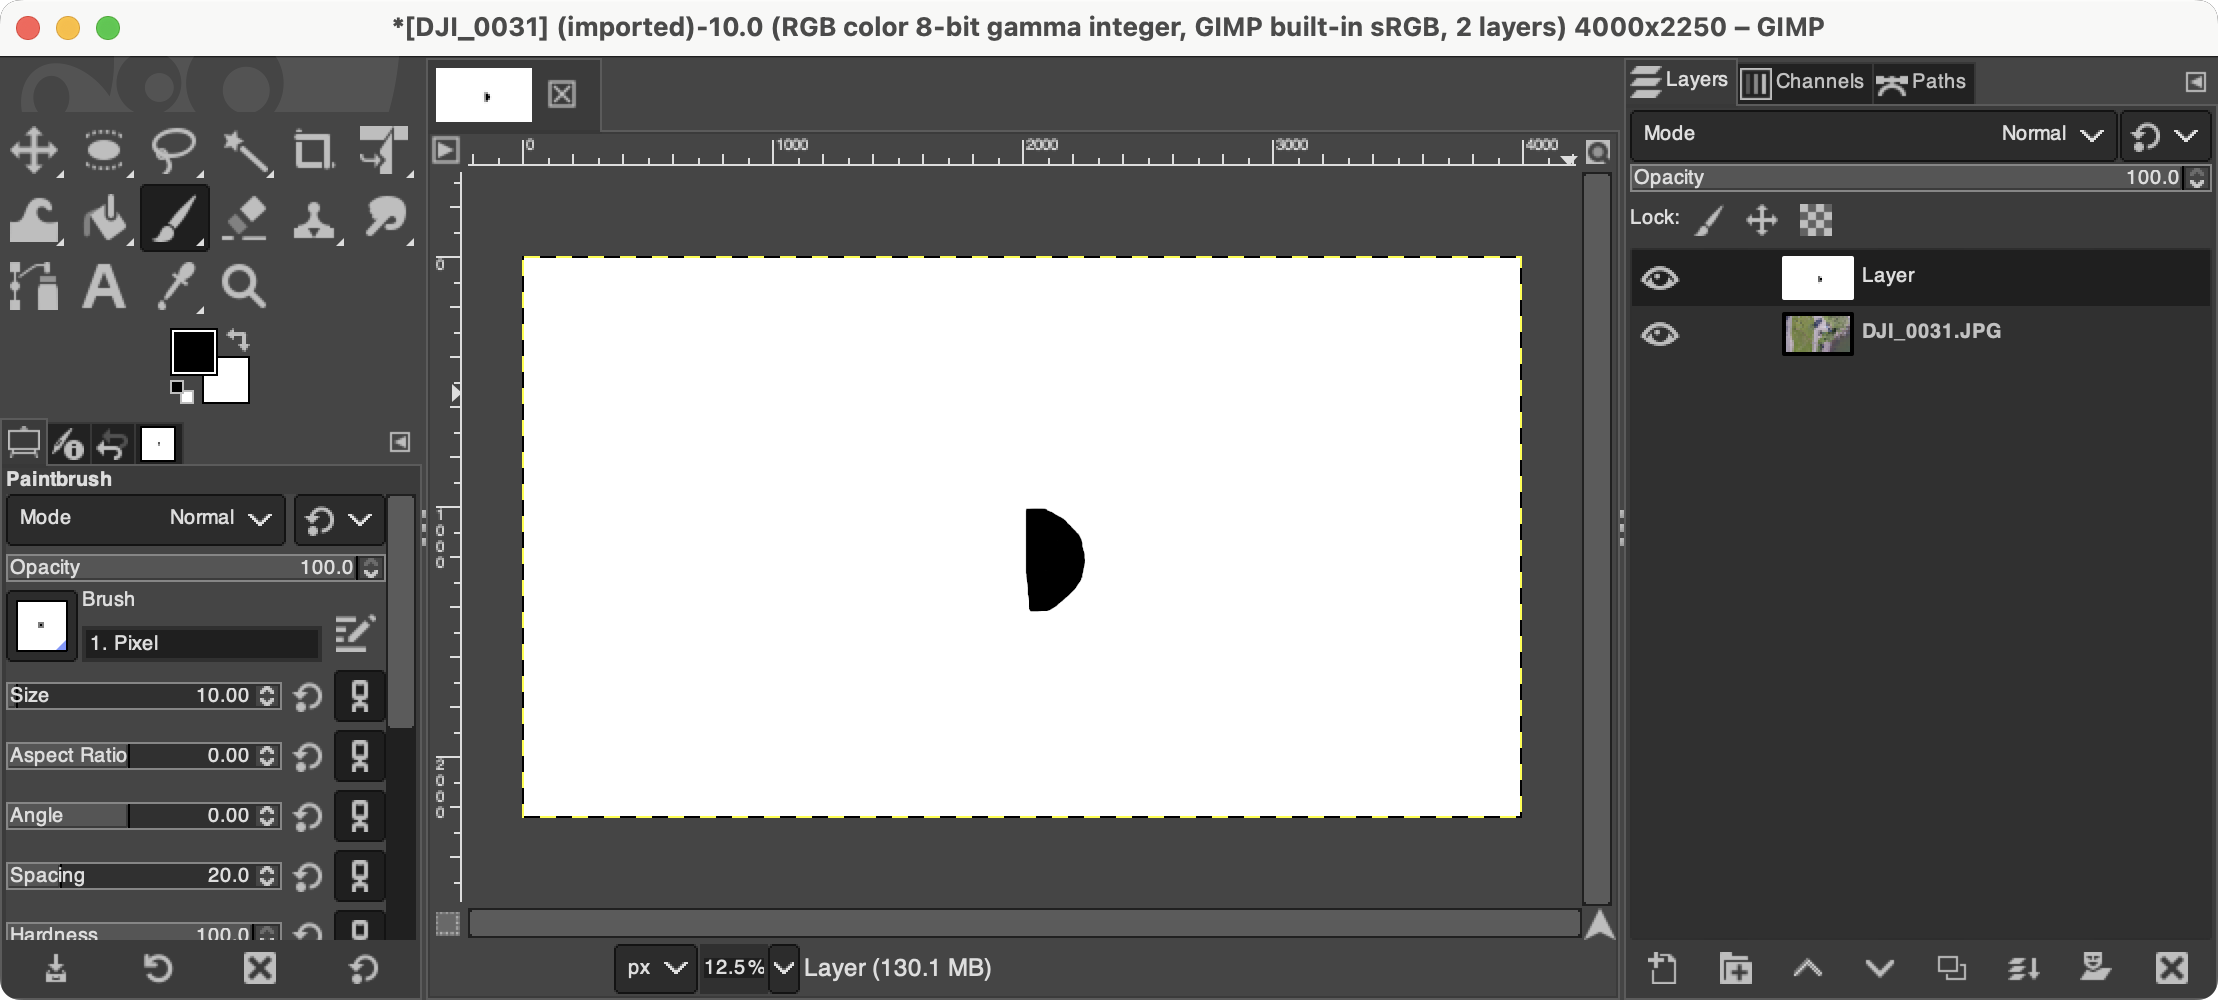 *[DJI_0031] (imported)-10.0 (RGB color 8-bit gamma integer, GIMP built-in sRGB, 2 layers) 4000x2250 – GIMP
Layers
Channels
Paths
Mode Normal
Opacity 100.0
Lock:
Layer
DJI_0031.JPG
0 1000 2000 3000 4000
0
1000
2000
A
Paintbrush
Mode Normal
Opacity 100.0
Brush
1. Pixel
Size 10.00
Aspect Ratio 0.00
Angle 0.00
Spacing 20.0
Hardness 100.0
px 12.5% Layer (130.1 MB)